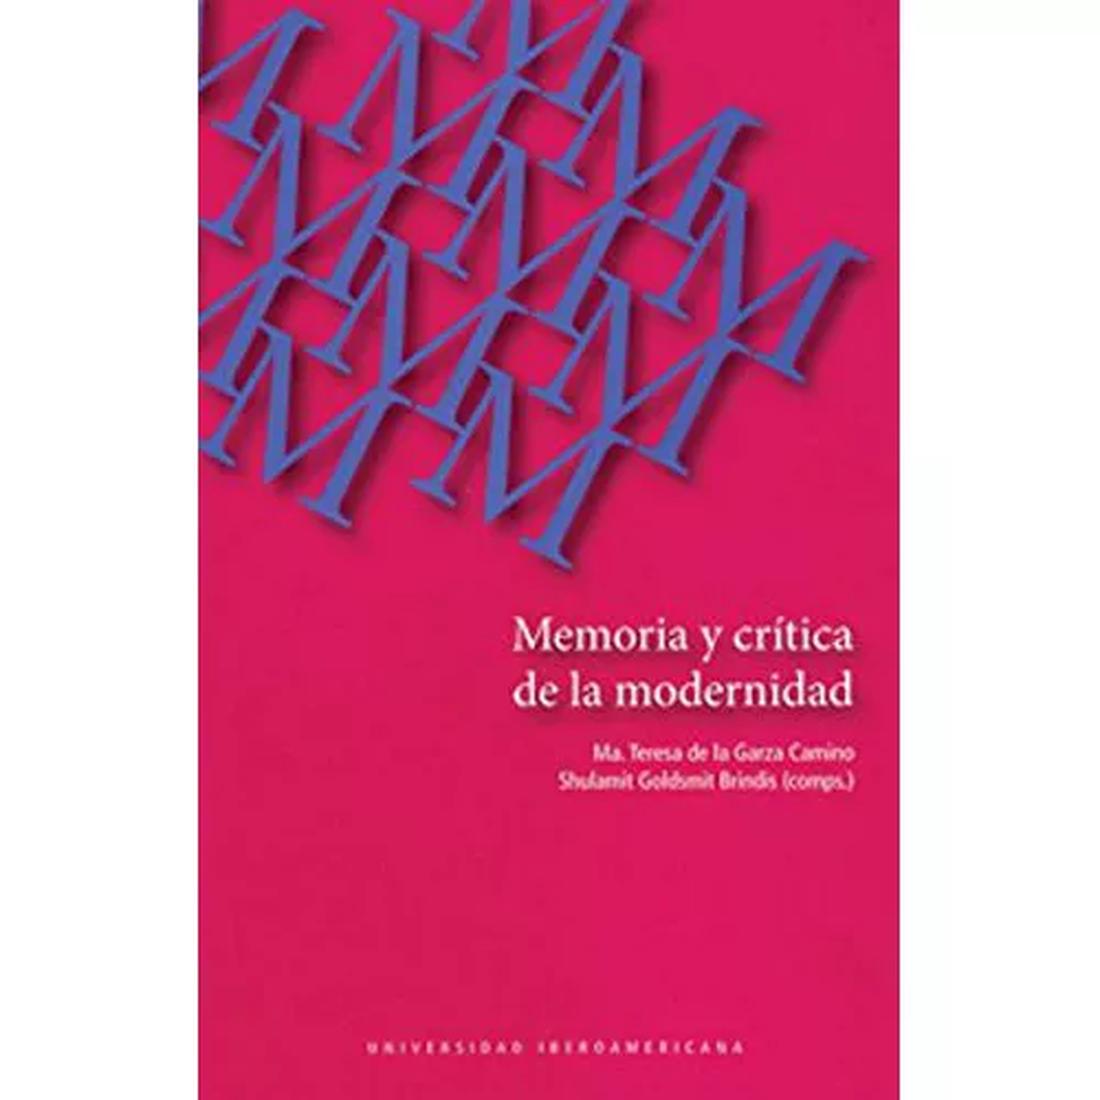 Memoria y crítica
de la modernidad
Ma. Teresa de la Garza Camino
Shulamit Goldsmit Brindis (comps.)
UNIVERSIDAD IBEROAMERICANA